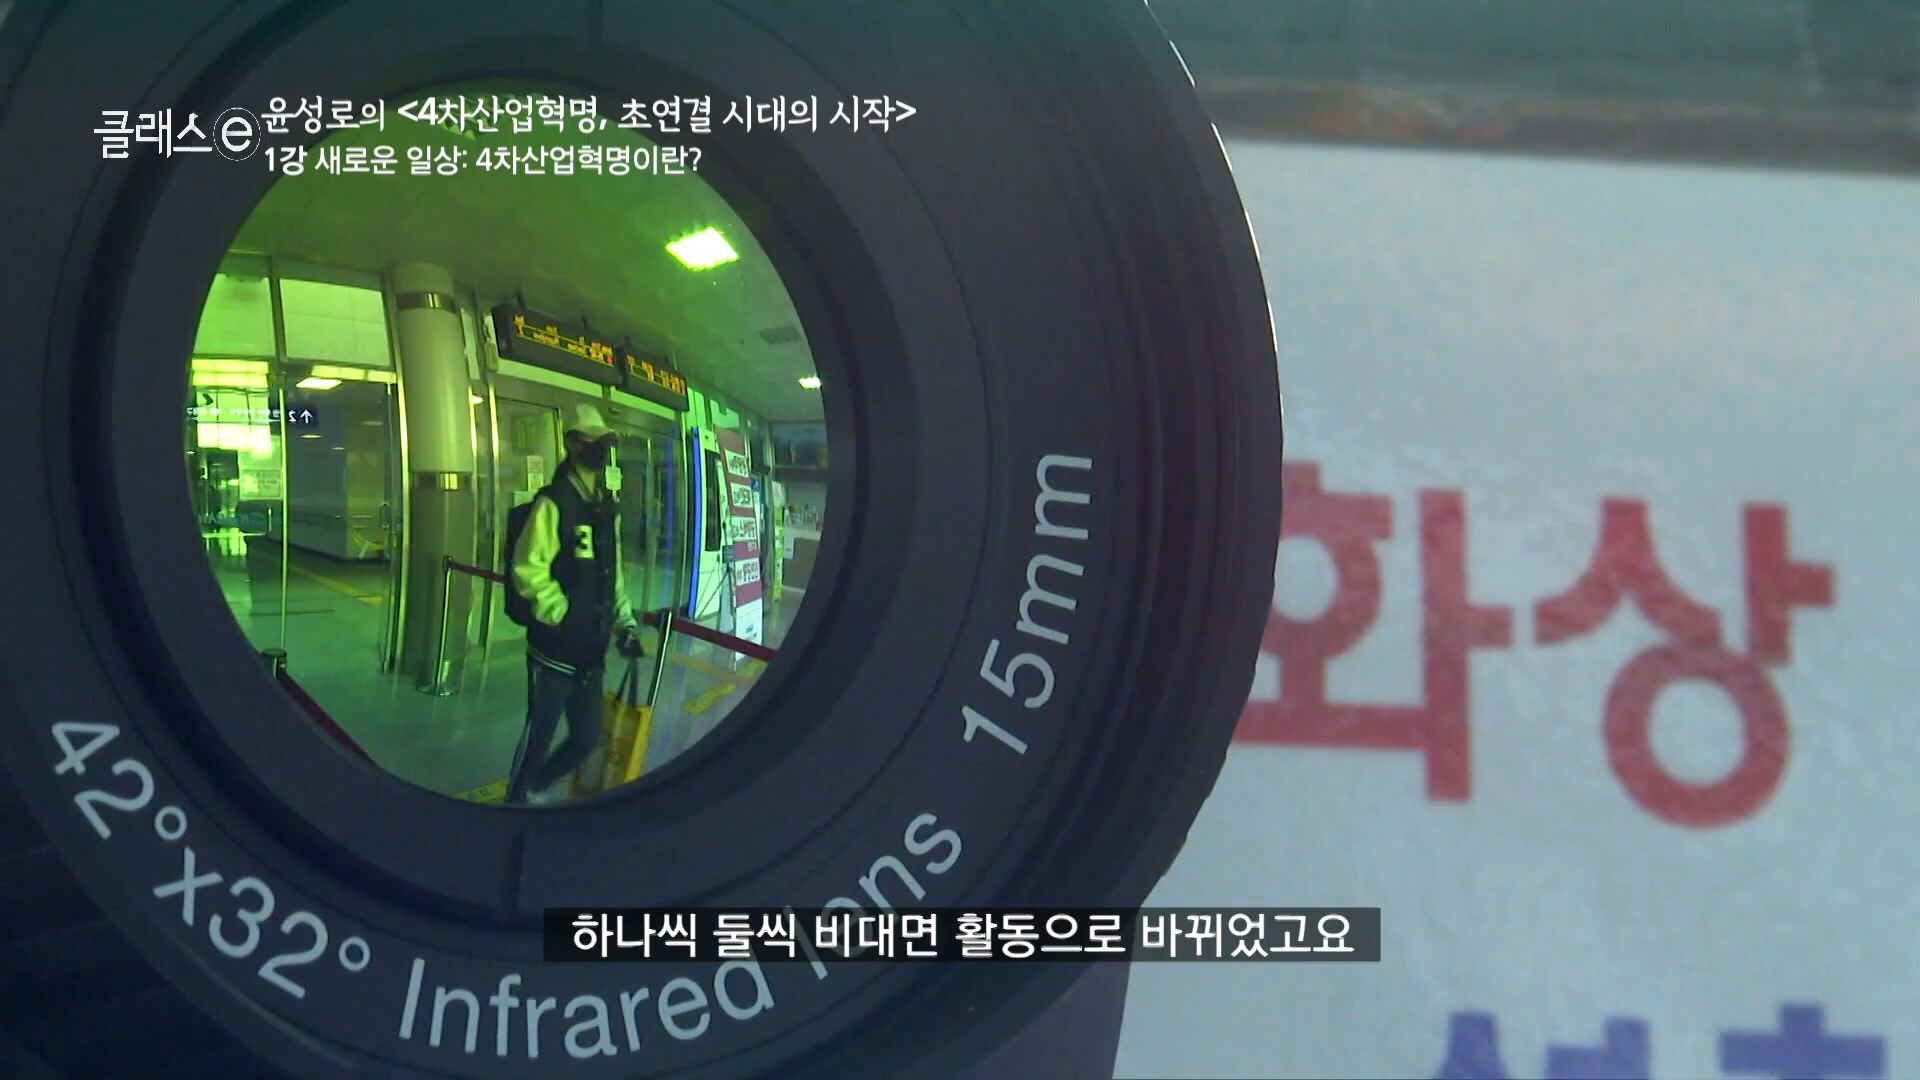 클래스e
윤성로의 <4차산업혁명, 초연결 시대의 시작>
1강 새로운 일상: 4차산업혁명이란?
3
42°x32° Infrared lens 15mm
화상
하나씩 둘씩 비대면 활동으로 바뀌었고요